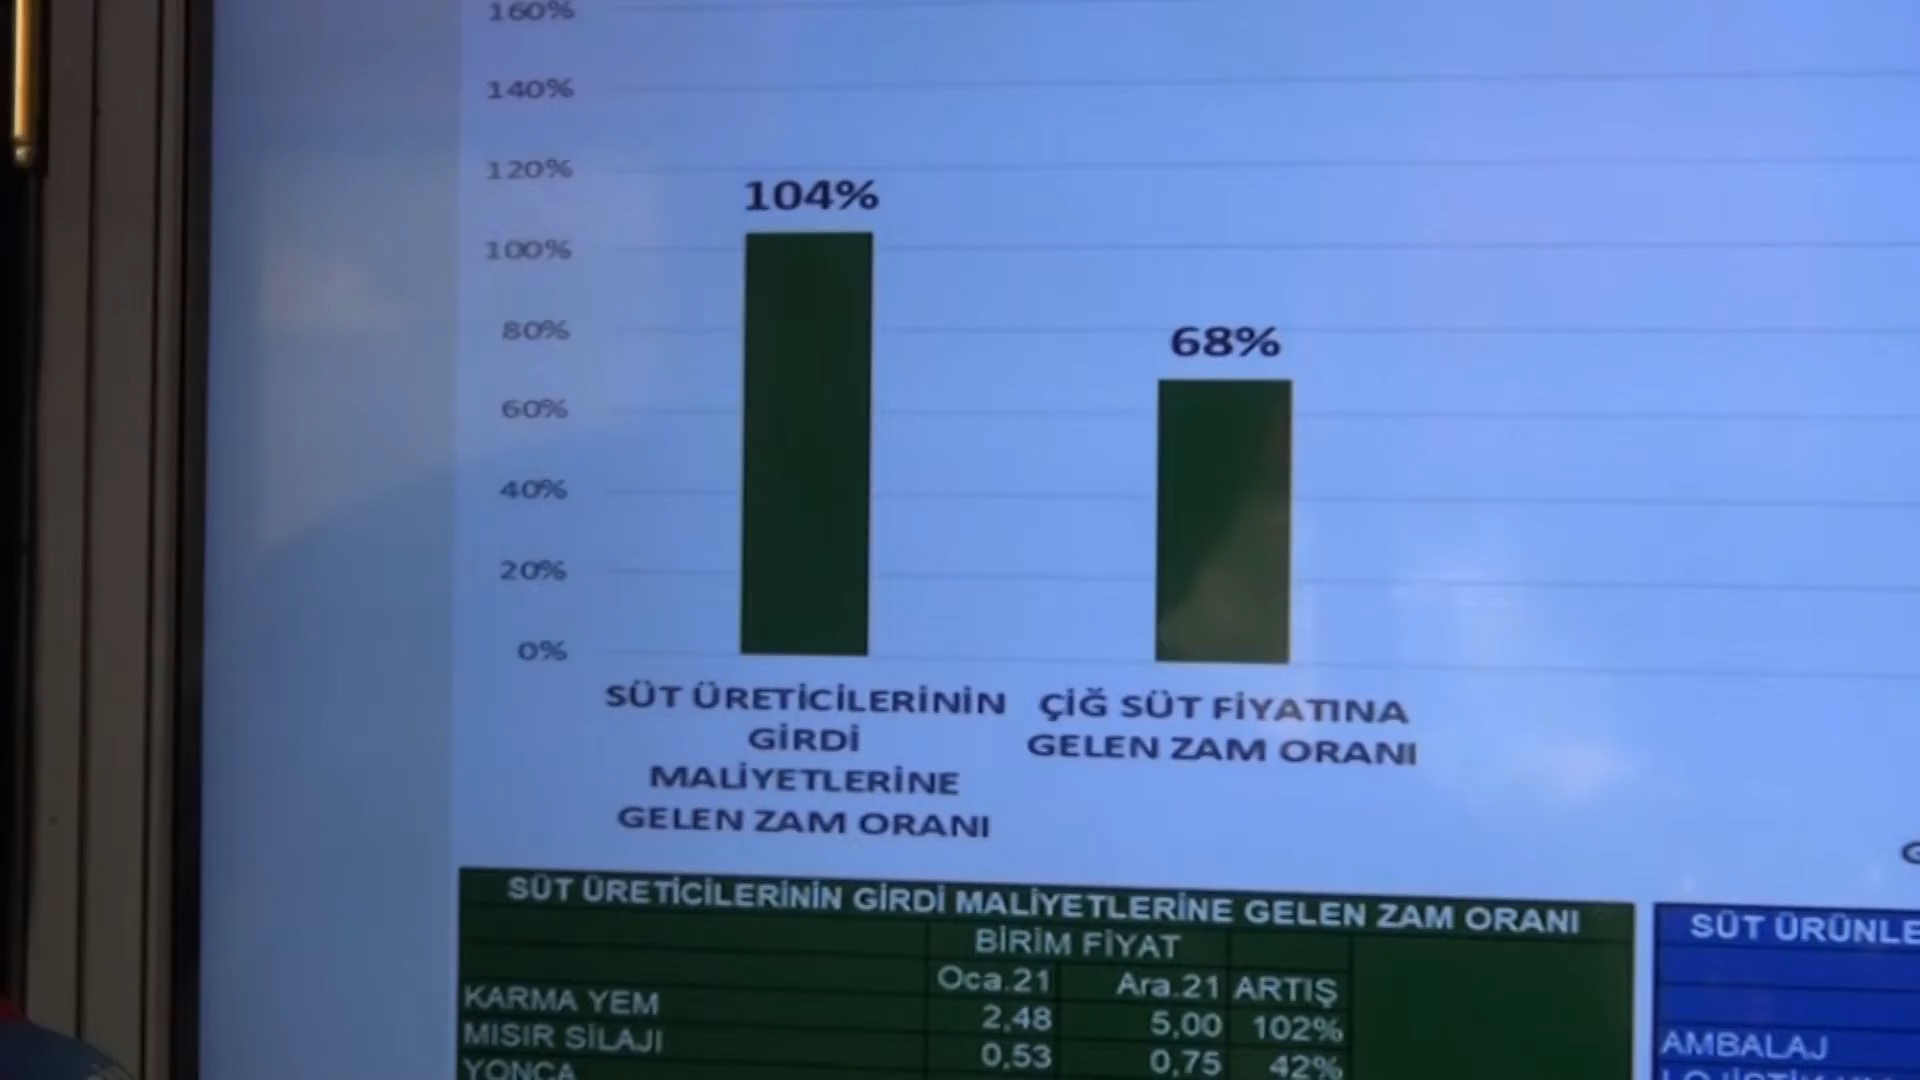 160%
140%
120%
100%
80%
60%
40%
20%
0%
104%
68%
SÜT ÜRETİCİLERİNİN
GİRDİ
MALİYETLERİNE
GELEN ZAM ORANI
ÇİĞ SÜT FİYATINA
GELEN ZAM ORANI
SÜT ÜRETİCİLERİNİN GİRDİ MALİYETLERİNE GELEN ZAM ORANI
BİRİM FİYAT
Oca.21 Ara.21 ARTIŞ
KARMA YEM 2,48 5,00 102%
MISIR SİLAJI 0,53 0,75 42%
YONCA
SÜT ÜRÜNLE
AMBALAJ